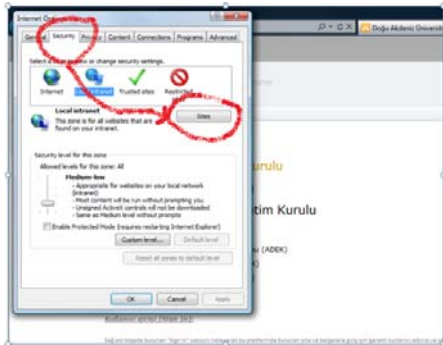 Internet Options
Doğu Akdeniz Üniversit
General Security Privacy Content Connections Programs Advanced
Select a view or change security settings.
Internet Local intranet Trusted sites Restricted
Local intranet
This zone is for all websites that are
found on your intranet.
Sites
Security level for this zone
Allowed levels for this zone: All
Medium-low
- Appropriate for websites on your local network
(intranet)
- Most content will be run without prompting you
- Unsigned ActiveX controls will not be downloaded
- Same as Medium level without prompts
Enable Protected Mode (requires restarting Internet Explorer)
Custom level... Default level
Reset all zones to default level
OK Cancel Apply
urulu
tim Kurulu
u (ADEK)